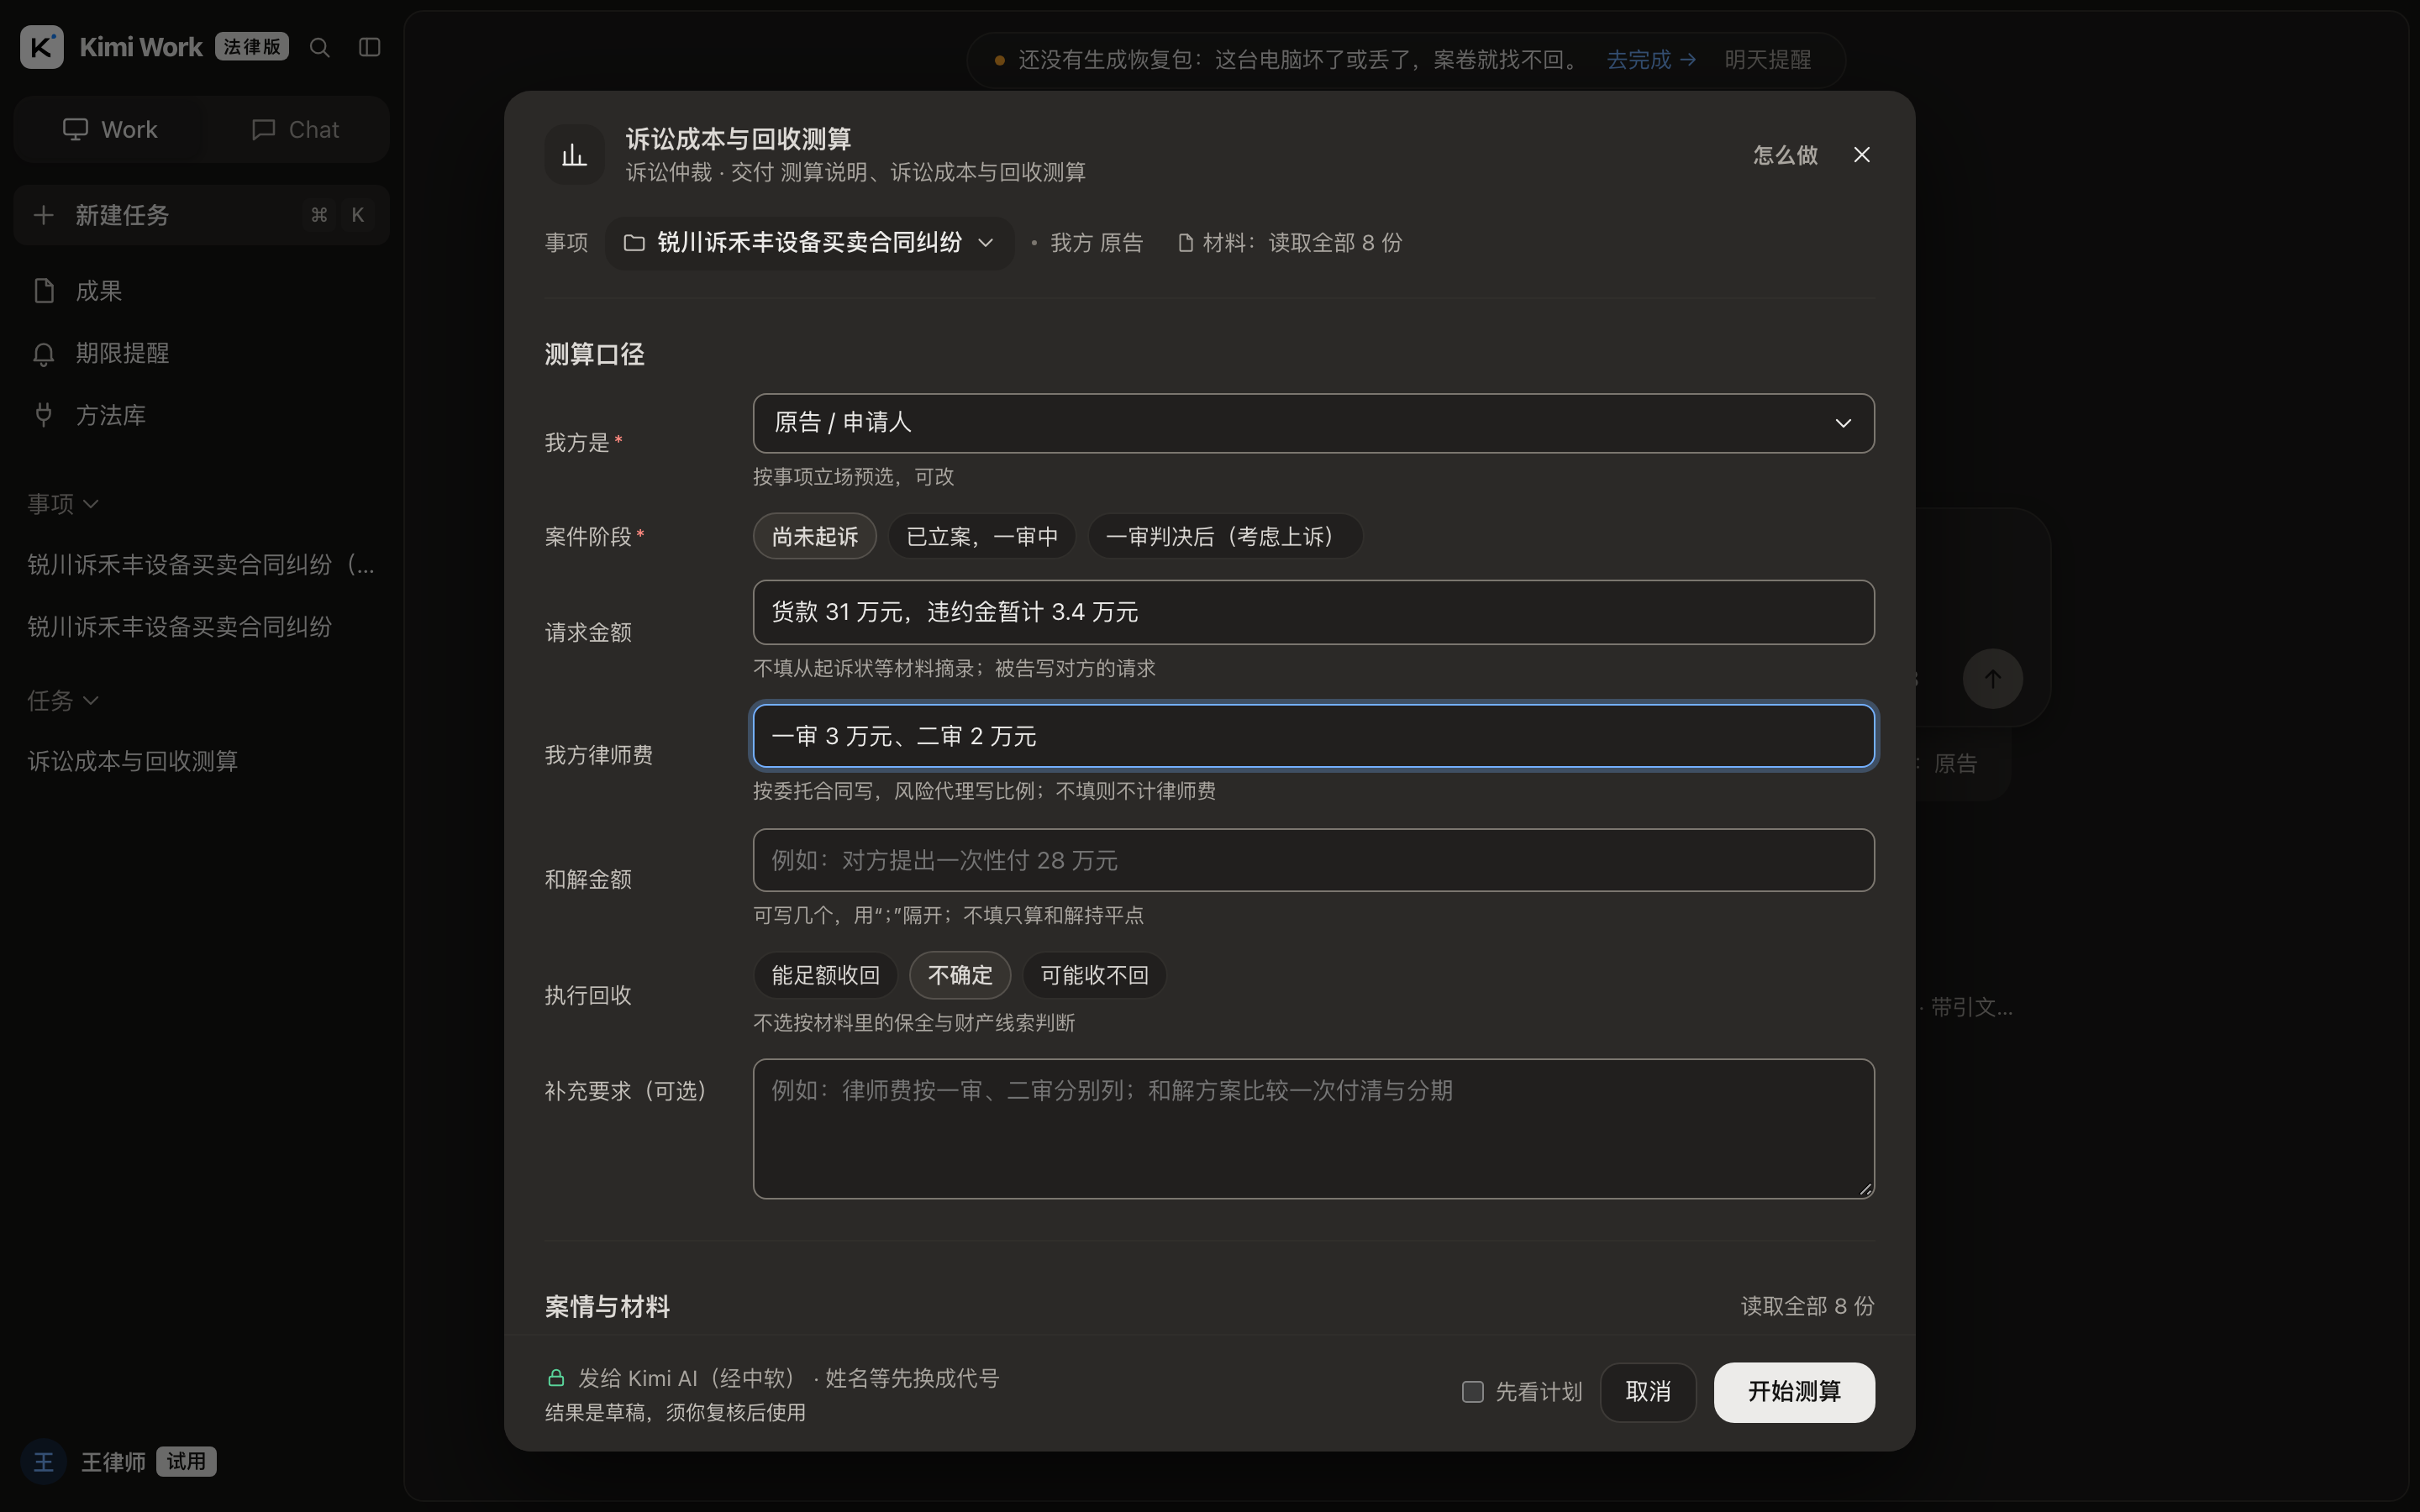 Kimi Work 法律版
Work
Chat
新建任务 ⌘ K
成果
期限提醒
方法库
事项
锐川诉禾丰设备买卖合同纠纷（...
锐川诉禾丰设备买卖合同纠纷
任务
诉讼成本与回收测算
王 王律师 试用
还没有生成恢复包：这台电脑坏了或丢了，案卷就找不回。 去完成 → 明天提醒
诉讼成本与回收测算
诉讼仲裁 · 交付 测算说明、诉讼成本与回收测算
怎么做
事项 锐川诉禾丰设备买卖合同纠纷 • 我方 原告 材料：读取全部 8 份
测算口径
我方是*
原告 / 申请人
按事项立场预选，可改
案件阶段*
尚未起诉 已立案，一审中 一审判决后（考虑上诉）
请求金额
货款 31 万元，违约金暂计 3.4 万元
不填从起诉状等材料摘录；被告写对方的请求
我方律师费
一审 3 万元、二审 2 万元
按委托合同写，风险代理写比例；不填则不计律师费
和解金额
例如：对方提出一次性付 28 万元
可写几个，用“；”隔开；不填只算和解持平点
执行回收
能足额收回 不确定 可能收不回
不选按材料里的保全与财产线索判断
补充要求（可选）
例如：律师费按一审、二审分别列；和解方案比较一次付清与分期
案情与材料
读取全部 8 份
发给 Kimi AI（经中软） · 姓名等先换成代号
结果是草稿，须你复核后使用
先看计划 取消 开始测算
：原告
· 带引文...